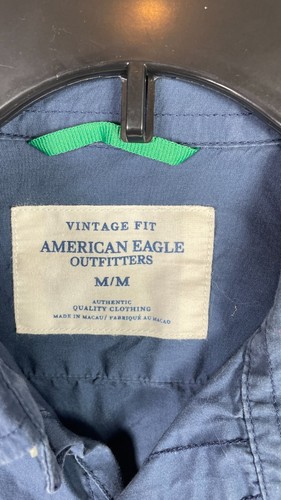 VINTAGE FIT
AMERICAN EAGLE
OUTFITTERS
M/M
AUTHENTIC
QUALITY CLOTHING
MADE IN MACAU/ FABRIQUÉ AU MACAO